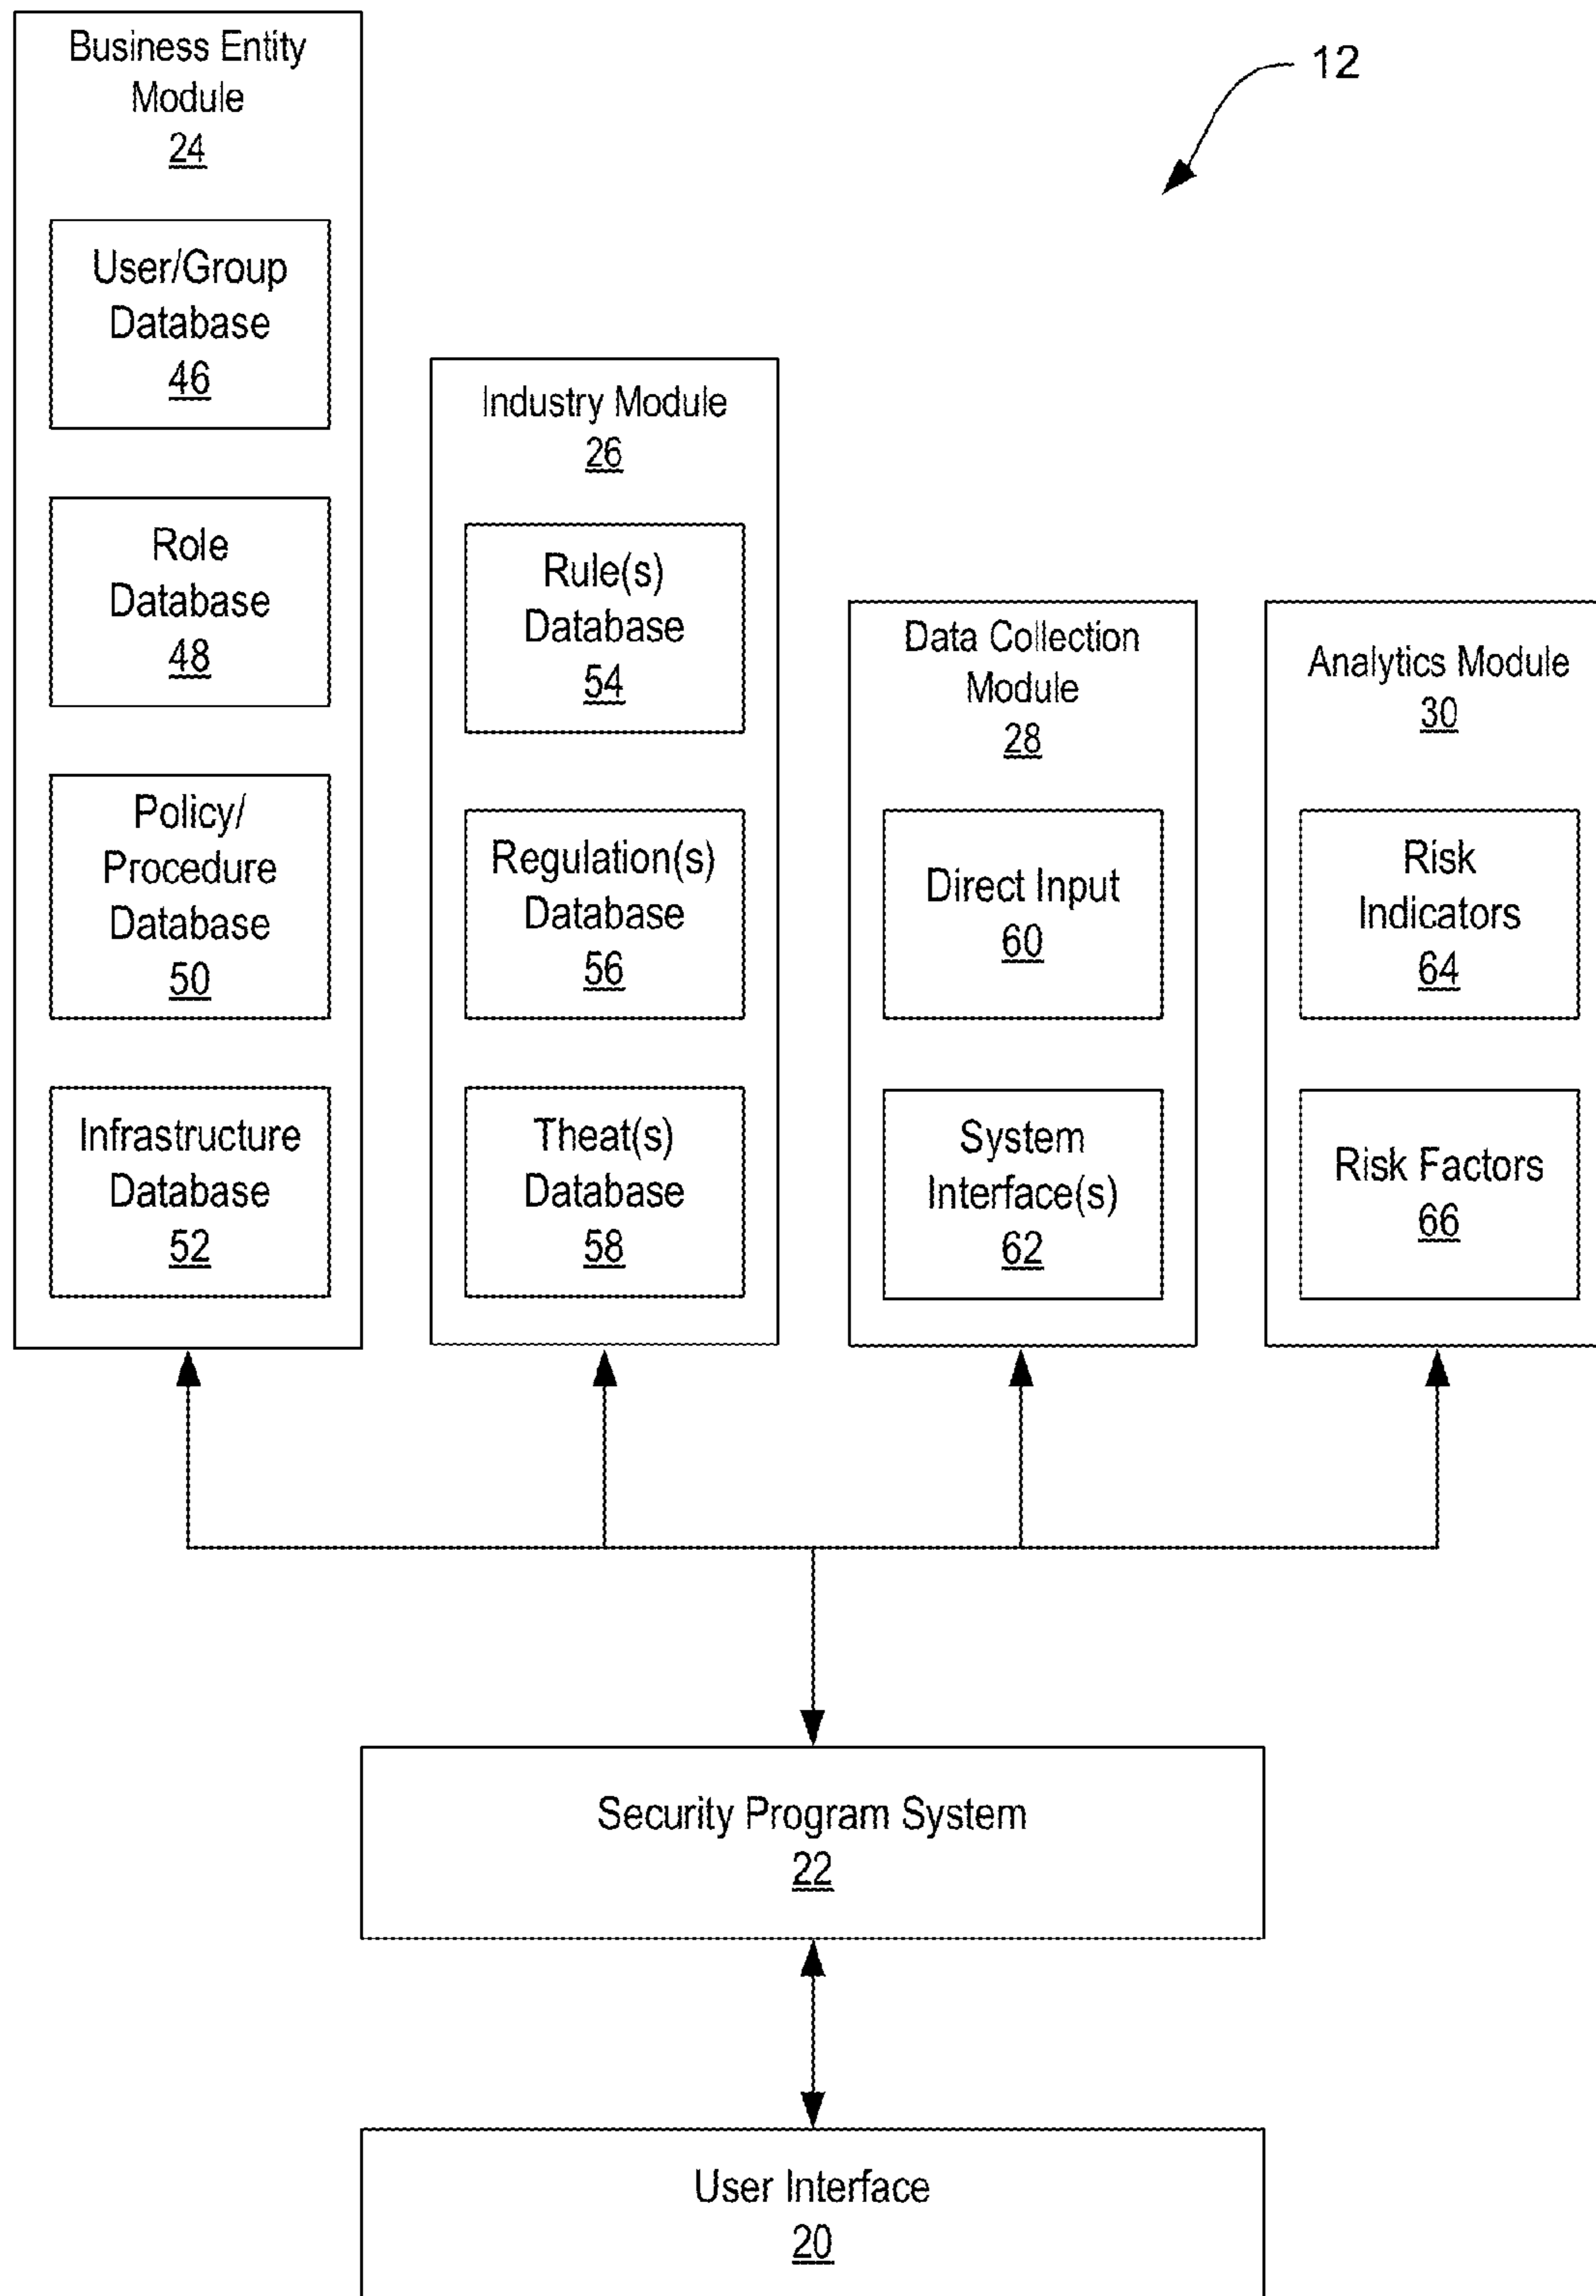 12
Business Entity
Module
24
User/Group
Database
46
Role
Database
48
Policy/
Procedure
Database
50
Infrastructure
Database
52
Industry Module
26
Rule(s)
Database
54
Regulation(s)
Database
56
Theat(s)
Database
58
Data Collection
Module
28
Direct Input
60
System
Interface(s)
62
Analytics Module
30
Risk
Indicators
64
Risk Factors
66
Security Program System
22
User Interface
20